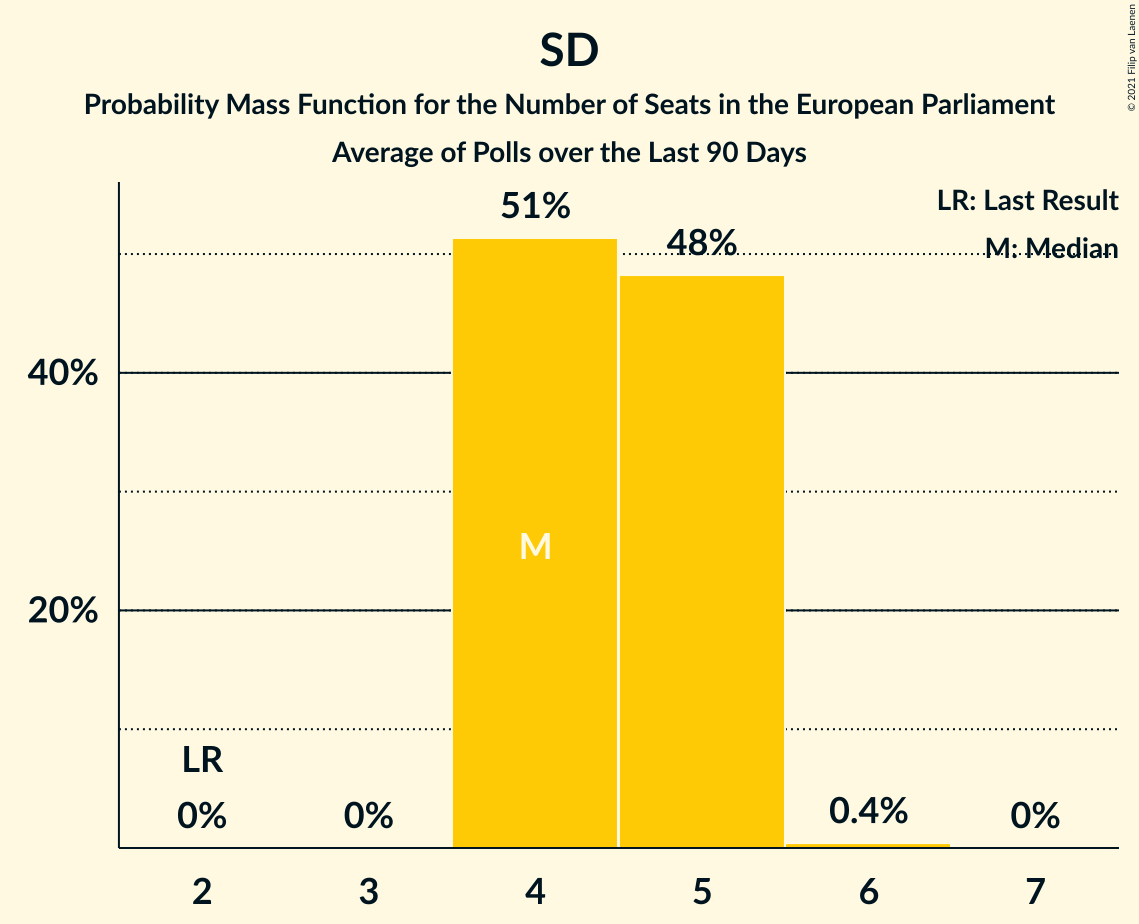 © 2021 Filip van Laenen
SD
Probability Mass Function for the Number of Seats in the European Parliament
Average of Polls over the Last 90 Days
LR: Last Result
M: Median
51%
48%
40%
20%
M
LR
0%
0%
0.4%
0%
2
3
4
5
6
7